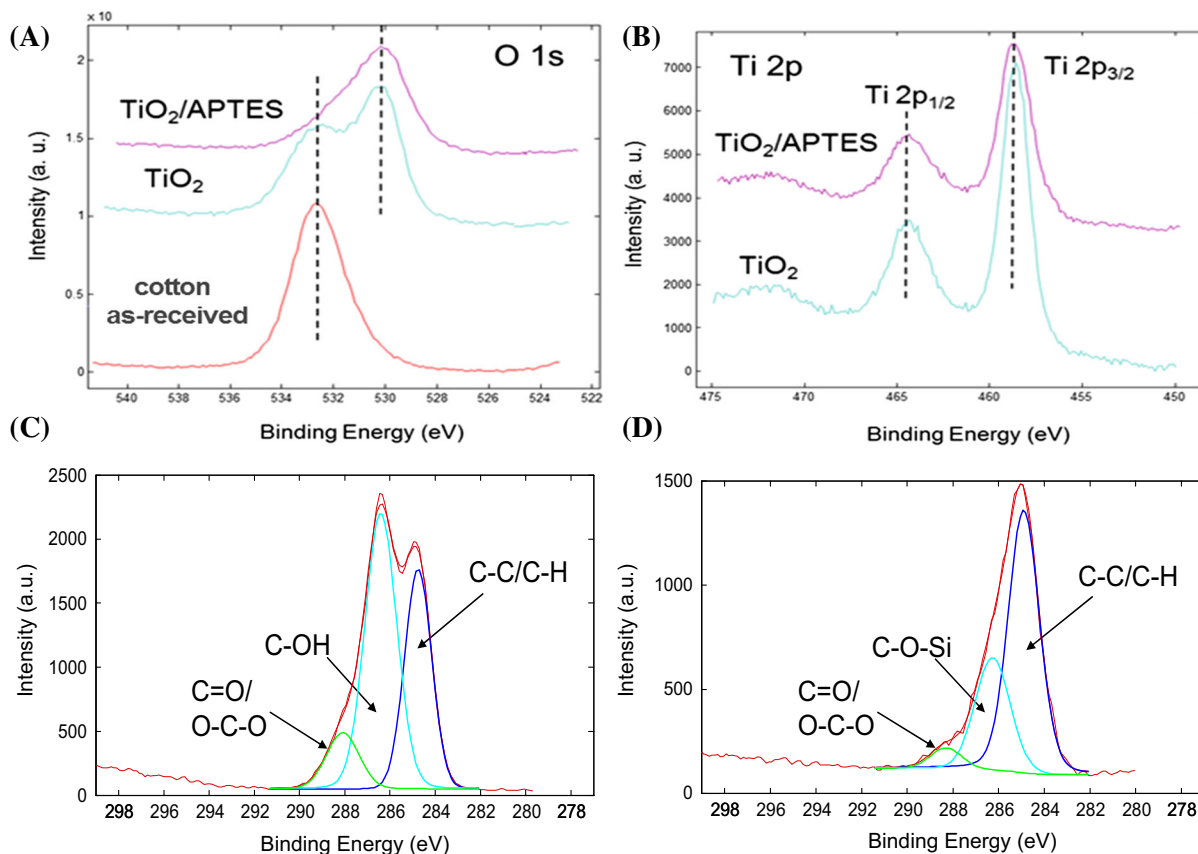 (A)
x 10
O 1s
TiO2/APTES
TiO2
cotton
as-received
Intensity (a. u.)
2
1.5
1
0.5
0
540 538 536 534 532 530 528 526 524 522
Binding Energy (eV)
(B)
Ti 2p
Ti 2p3/2
Ti 2p1/2
TiO2/APTES
TiO2
Intensity (a. u.)
7000
6000
5000
4000
3000
2000
1000
0
475 470 465 460 455 450
Binding Energy (eV)
(C)
2500
2000
1500
1000
500
0
Intensity (a.u.)
C-C/C-H
C-OH
C=O/
O-C-O
298 296 294 292 290 288 286 284 282 280 278
Binding Energy (eV)
(D)
1500
1000
500
0
Intensity (a.u.)
C-C/C-H
C-O-Si
C=O/
O-C-O
298 296 294 292 290 288 286 284 282 280 278
Binding Energy (eV)